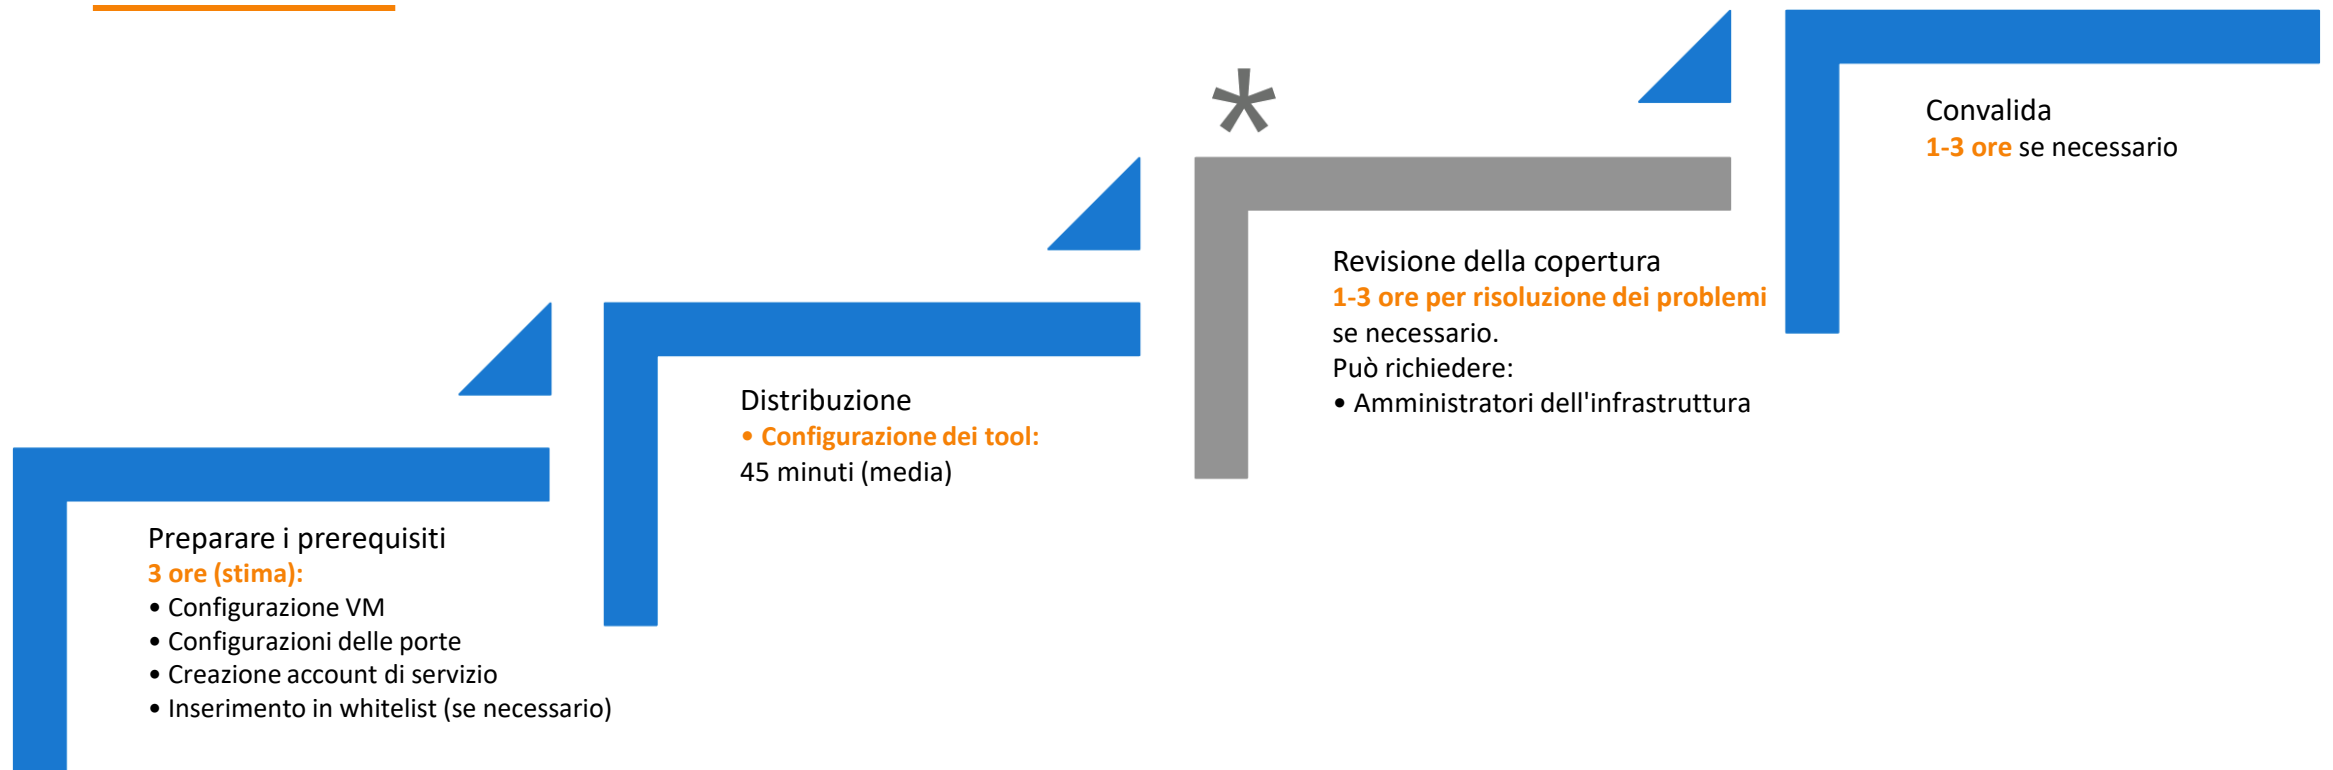 Preparare i prerequisiti
3 ore (stima):
• Configurazione VM
• Configurazioni delle porte
• Creazione account di servizio
• Inserimento in whitelist (se necessario)
Distribuzione
• Configurazione dei tool:
45 minuti (media)
*
Revisione della copertura
1-3 ore per risoluzione dei problemi
se necessario.
Può richiedere:
• Amministratori dell'infrastruttura
Convalida
1-3 ore se necessario